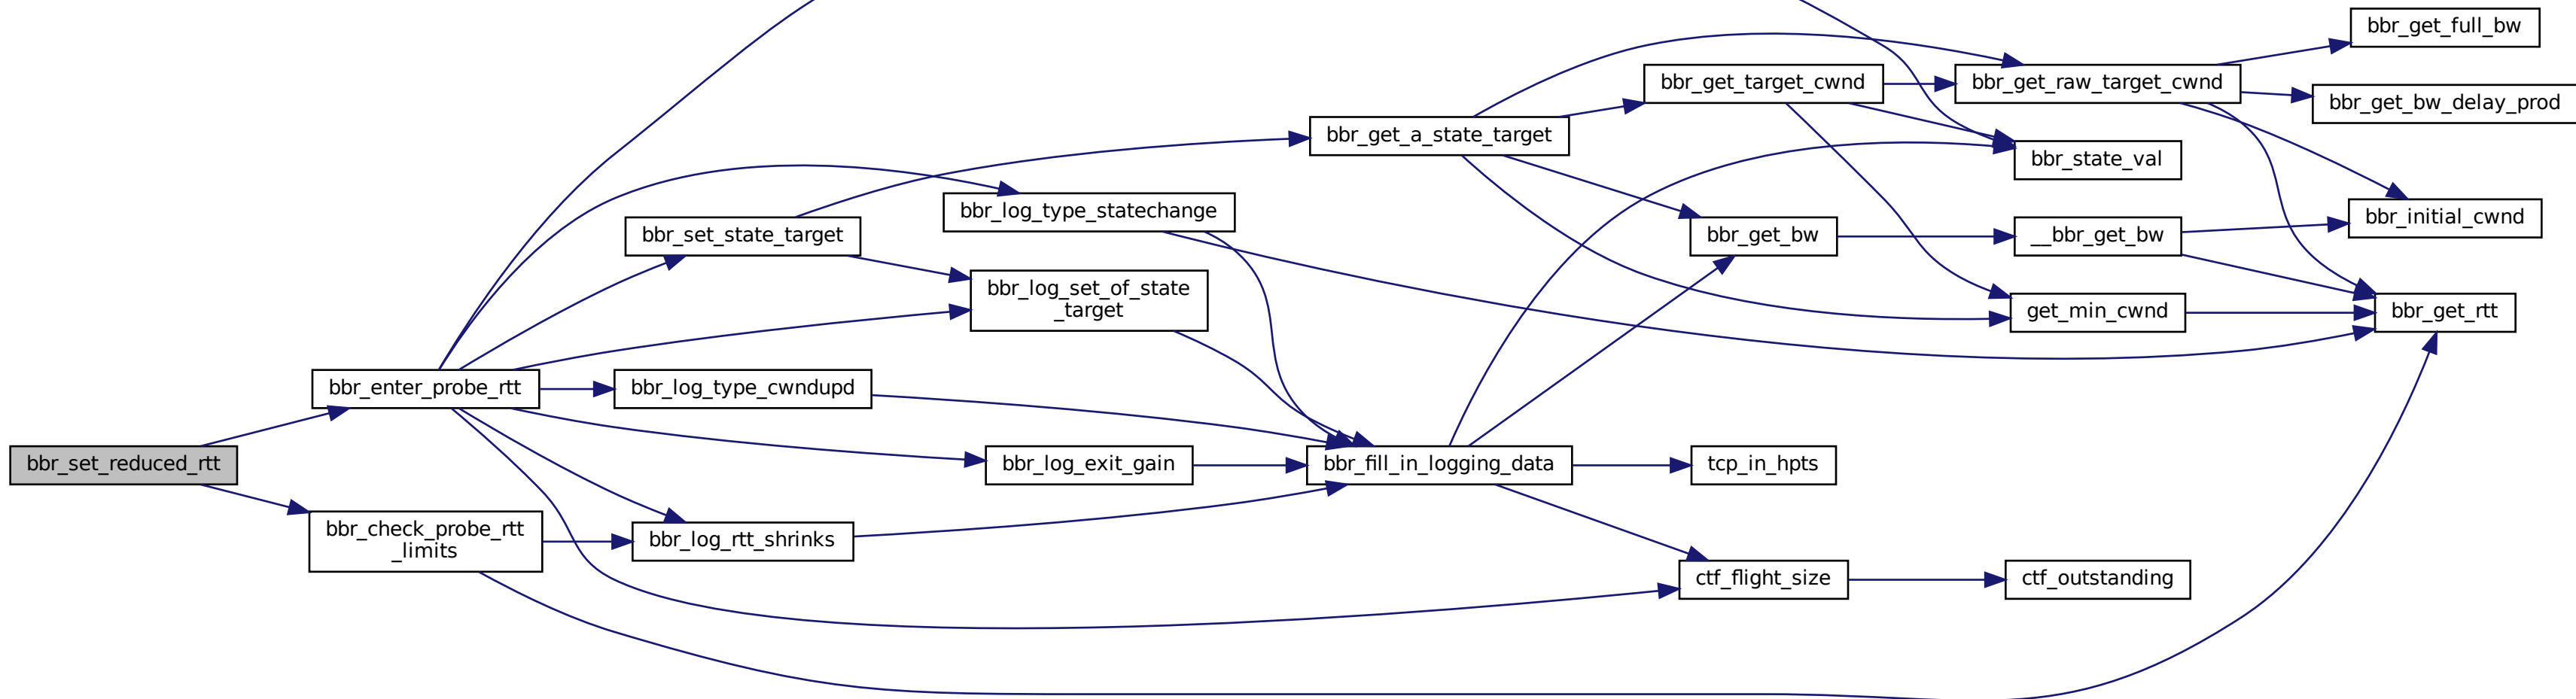 bbr_set_reduced_rtt
bbr_enter_probe_rtt
bbr_check_probe_rtt
_limits
bbr_set_state_target
bbr_log_type_cwndupd
bbr_log_rtt_shrinks
bbr_log_type_statechange
bbr_log_set_of_state
_target
bbr_log_exit_gain
bbr_get_a_state_target
bbr_fill_in_logging_data
bbr_get_target_cwnd
bbr_get_bw
tcp_in_hpts
ctf_flight_size
bbr_get_raw_target_cwnd
bbr_state_val
__bbr_get_bw
get_min_cwnd
ctf_outstanding
bbr_get_full_bw
bbr_get_bw_delay_prod
bbr_initial_cwnd
bbr_get_rtt